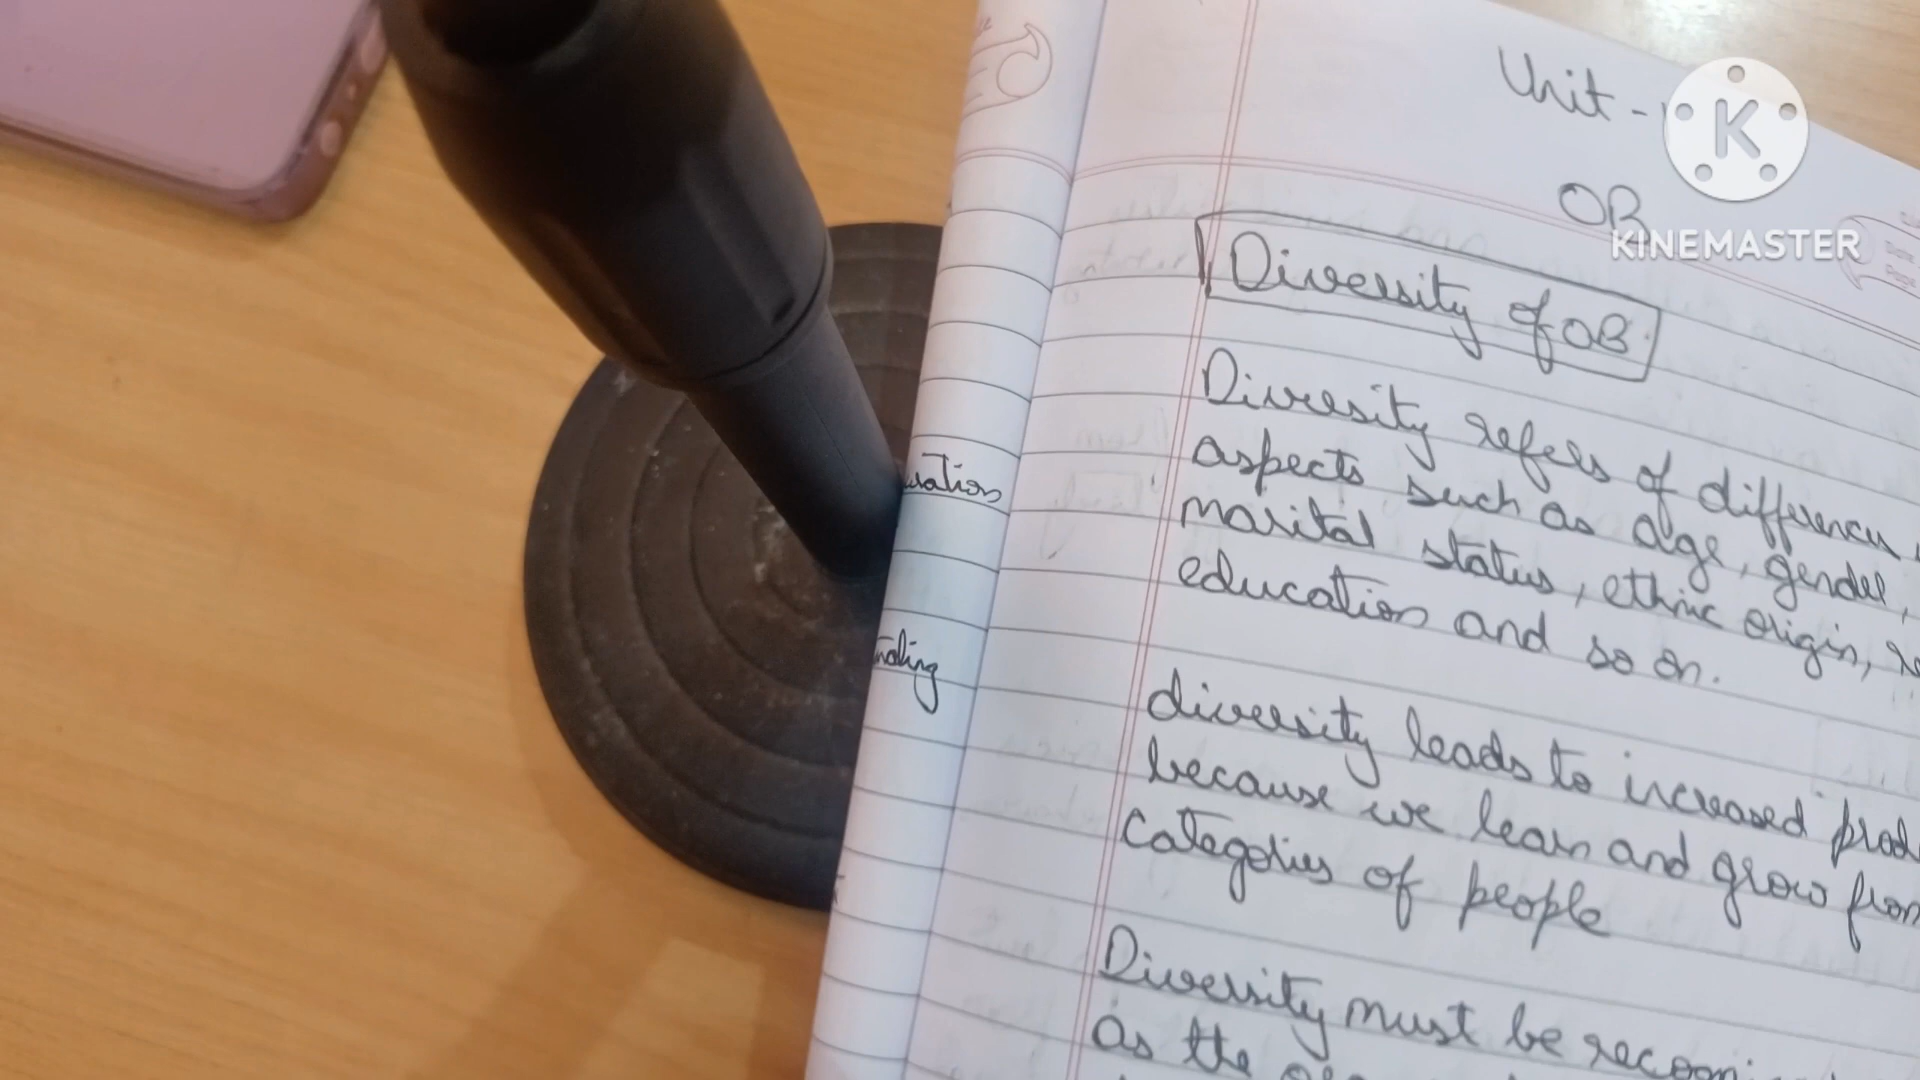 Unit -
OB
KINEMASTER
Diversity of OB.
Diversity refers of differences
aspects such as age, gender,
marital status, ethnic origin,
education and so on.
diversity leads to increased
because we learn and grow from
categories of people
Diversity must be
as the